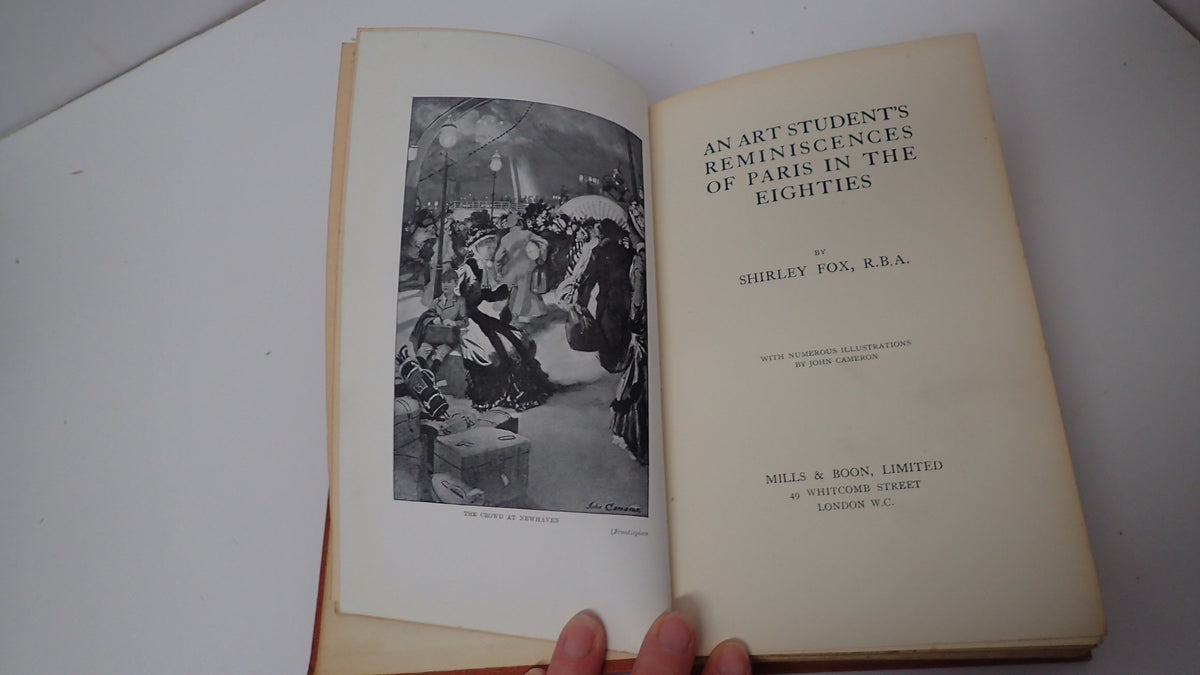 John Cameron
THE CROWD AT NEWHAVEN
[Frontispiece
AN ART STUDENT'S
REMINISCENCES
OF PARIS IN THE
EIGHTIES
BY
SHIRLEY FOX, R.B.A.
WITH NUMEROUS ILLUSTRATIONS
BY JOHN CAMERON
MILLS & BOON, LIMITED
49 WHITCOMB STREET
LONDON W.C.